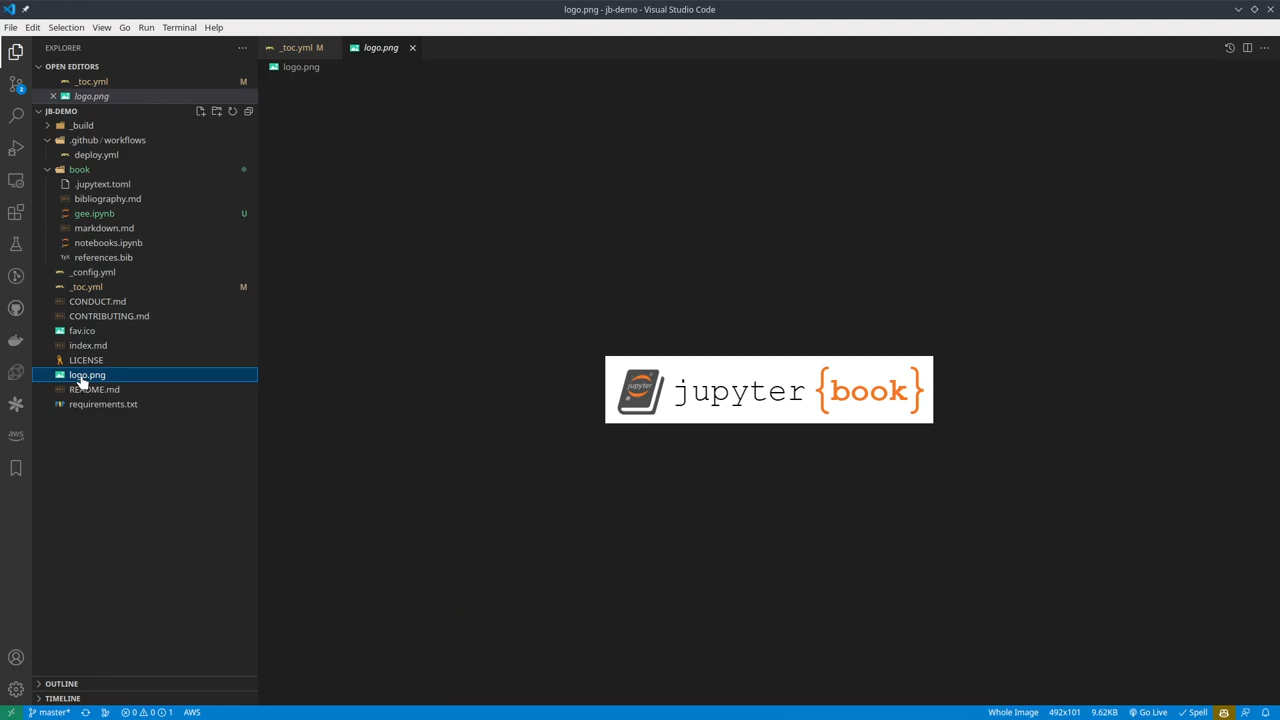 logo.png - jb-demo - Visual Studio Code
File Edit Selection View Go Run Terminal Help
EXPLORER
_toc.yml M
logo.png
logo.png
OPEN EDITORS
_toc.yml M
logo.png
JB-DEMO
_build
.github / workflows
deploy.yml
book
.jupytext.toml
bibliography.md
gee.ipynb U
markdown.md
notebooks.ipynb
references.bib
_config.yml
_toc.yml M
CONDUCT.md
CONTRIBUTING.md
fav.ico
index.md
LICENSE
logo.png
README.md
requirements.txt
jupyter
jupyter {book}
2
aws
OUTLINE
TIMELINE
master* 0 0 1 AWS Whole Image 492x101 9.62KB Go Live Spell